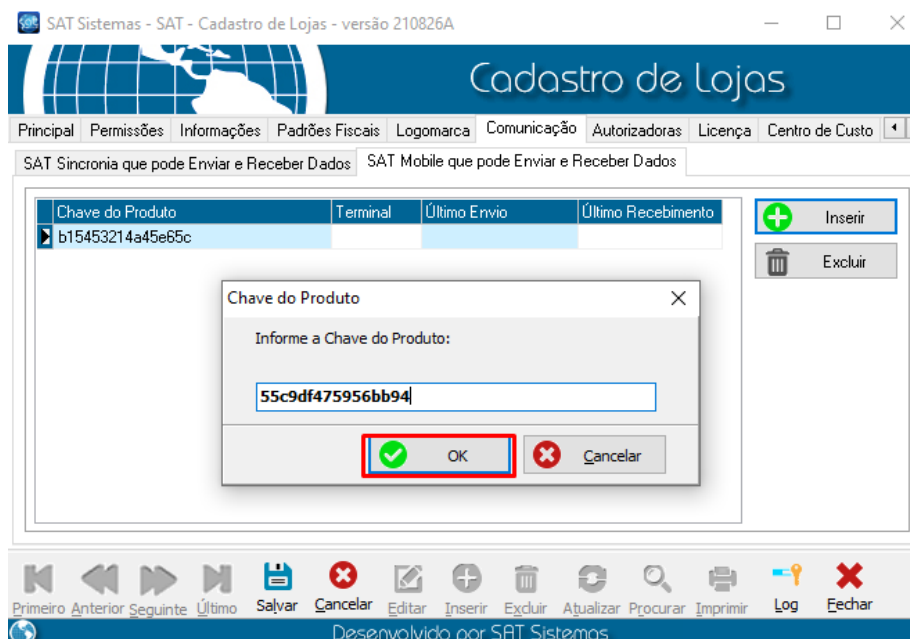 SAT Sistemas - SAT - Cadastro de Lojas - versão 210826A
Cadastro de Lojas
Principal Permissões Informações Padrões Fiscais Logomarca Comunicação Autorizadoras Licença Centro de Custo
SAT Sincronia que pode Enviar e Receber Dados SAT Mobile que pode Enviar e Receber Dados
Chave do Produto Terminal Último Envio Último Recebimento
b15453214a45e65c
Inserir
Excluir
Chave do Produto
Informe a Chave do Produto:
55c9df475956bb94
OK Cancelar
Primeiro Anterior Seguinte Último Salvar Cancelar Editar Inserir Excluir Atualizar Procurar Imprimir Log Fechar
Desenvolvido por SAT Sistemas